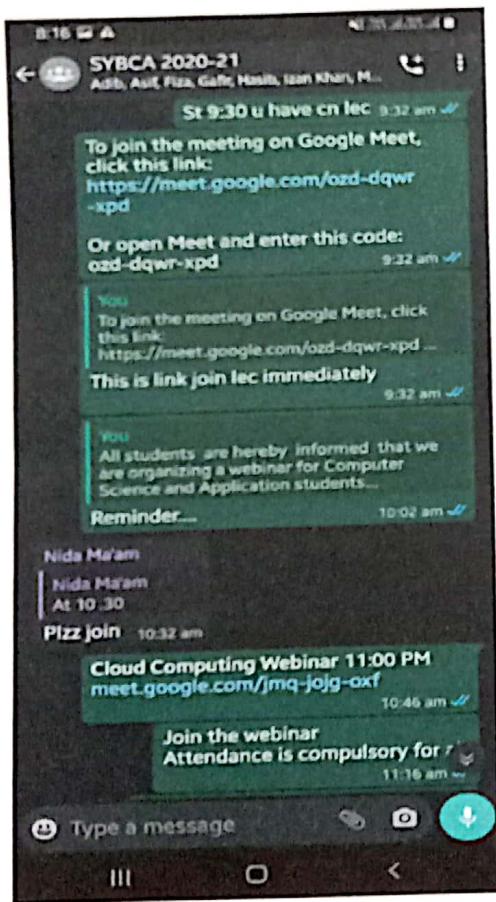 8:16
SYBCA 2020-21
Adib, Asif, Fiza, Gafir, Hasib, Izan Khan, M...
St 9:30 u have cn lec 9:32 am
To join the meeting on Google Meet,
click this link:
https://meet.google.com/ozd-dqwr
-xpd
Or open Meet and enter this code:
ozd-dqwr-xpd
9:32 am
You
To join the meeting on Google Meet, click
this link:
https://meet.google.com/ozd-dqwr-xpd ...
This is link join lec immediately
9:32 am
You
All students are hereby informed that we
are organizing a webinar for Computer
Science and Application students...
Reminder....
10:02 am
Nida Ma'am
Nida Ma'am
At 10 .30
Plzz join 10:32 am
Cloud Computing Webinar 11:00 PM
meet.google.com/jmq-jojg-oxf
10:46 am
Join the webinar
Attendance is compulsory for
11:16 am
Type a message